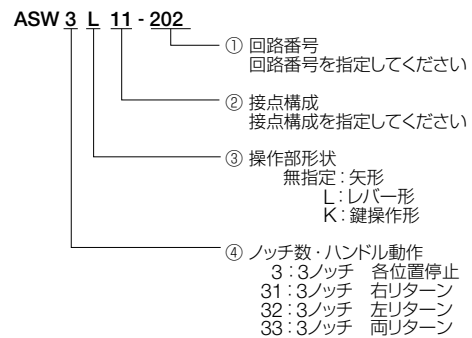 ASW 3 L 11 - 202
① 回路番号
回路番号を指定してください
② 接点構成
接点構成を指定してください
③ 操作部形状
無指定：矢形
L：レバー形
K：鍵操作形
④ ノッチ数・ハンドル動作
3：3ノッチ　各位置停止
31：3ノッチ　右リターン
32：3ノッチ　左リターン
33：3ノッチ　両リターン